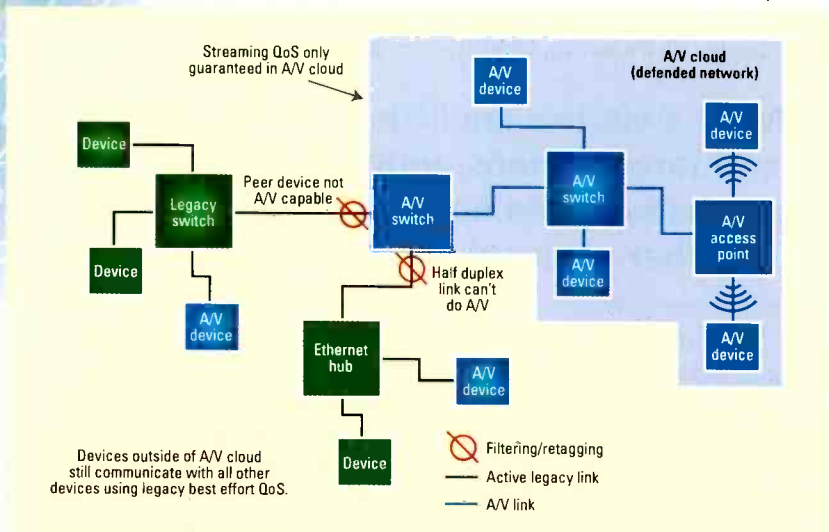 Streaming QoS only
guaranteed in A/V cloud
A/V cloud
(defended network)
A/V
device
A/V
device
Device
Peer device not
A/V capable
Legacy
switch
A/V
switch
A/V
switch
A/V
access
point
Device
A/V
device
Half duplex
link can't
do A/V
A/V
device
A/V
device
Ethernet
hub
A/V
device
Device
Devices outside of A/V cloud
still communicate with all other
devices using legacy best effort QoS.
Filtering/retagging
Active legacy link
A/V link